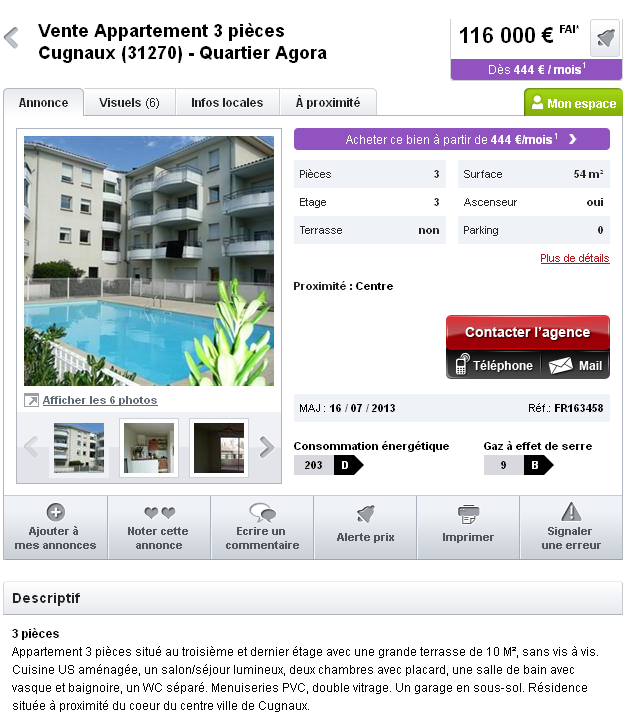 Vente Appartement 3 pièces
Cugnaux (31270) - Quartier Agora
116 000 € FAI*
Dès 444 € / mois 1
Annonce
Visuels (6)
Infos locales
À proximité
Mon espace
Acheter ce bien à partir de 444 €/mois 1
Pièces 3
Surface 54 m²
Etage 3
Ascenseur oui
Terrasse non
Parking 0
Plus de détails
Proximité : Centre
Contacter l'agence
Téléphone
Mail
Afficher les 6 photos
MAJ : 16 / 07 / 2013
Réf.: FR163458
Consommation énergétique
Gaz à effet de serre
203 D
9 B
Ajouter à
mes annonces
Noter cette
annonce
Ecrire un
commentaire
Alerte prix
Imprimer
Signaler
une erreur
Descriptif
3 pièces
Appartement 3 pièces situé au troisième et dernier étage avec une grande terrasse de 10 M², sans vis à vis.
Cuisine US aménagée, un salon/séjour lumineux, deux chambres avec placard, une salle de bain avec
vasque et baignoire, un WC séparé. Menuiseries PVC, double vitrage. Un garage en sous-sol. Résidence
située à proximité du coeur du centre ville de Cugnaux.